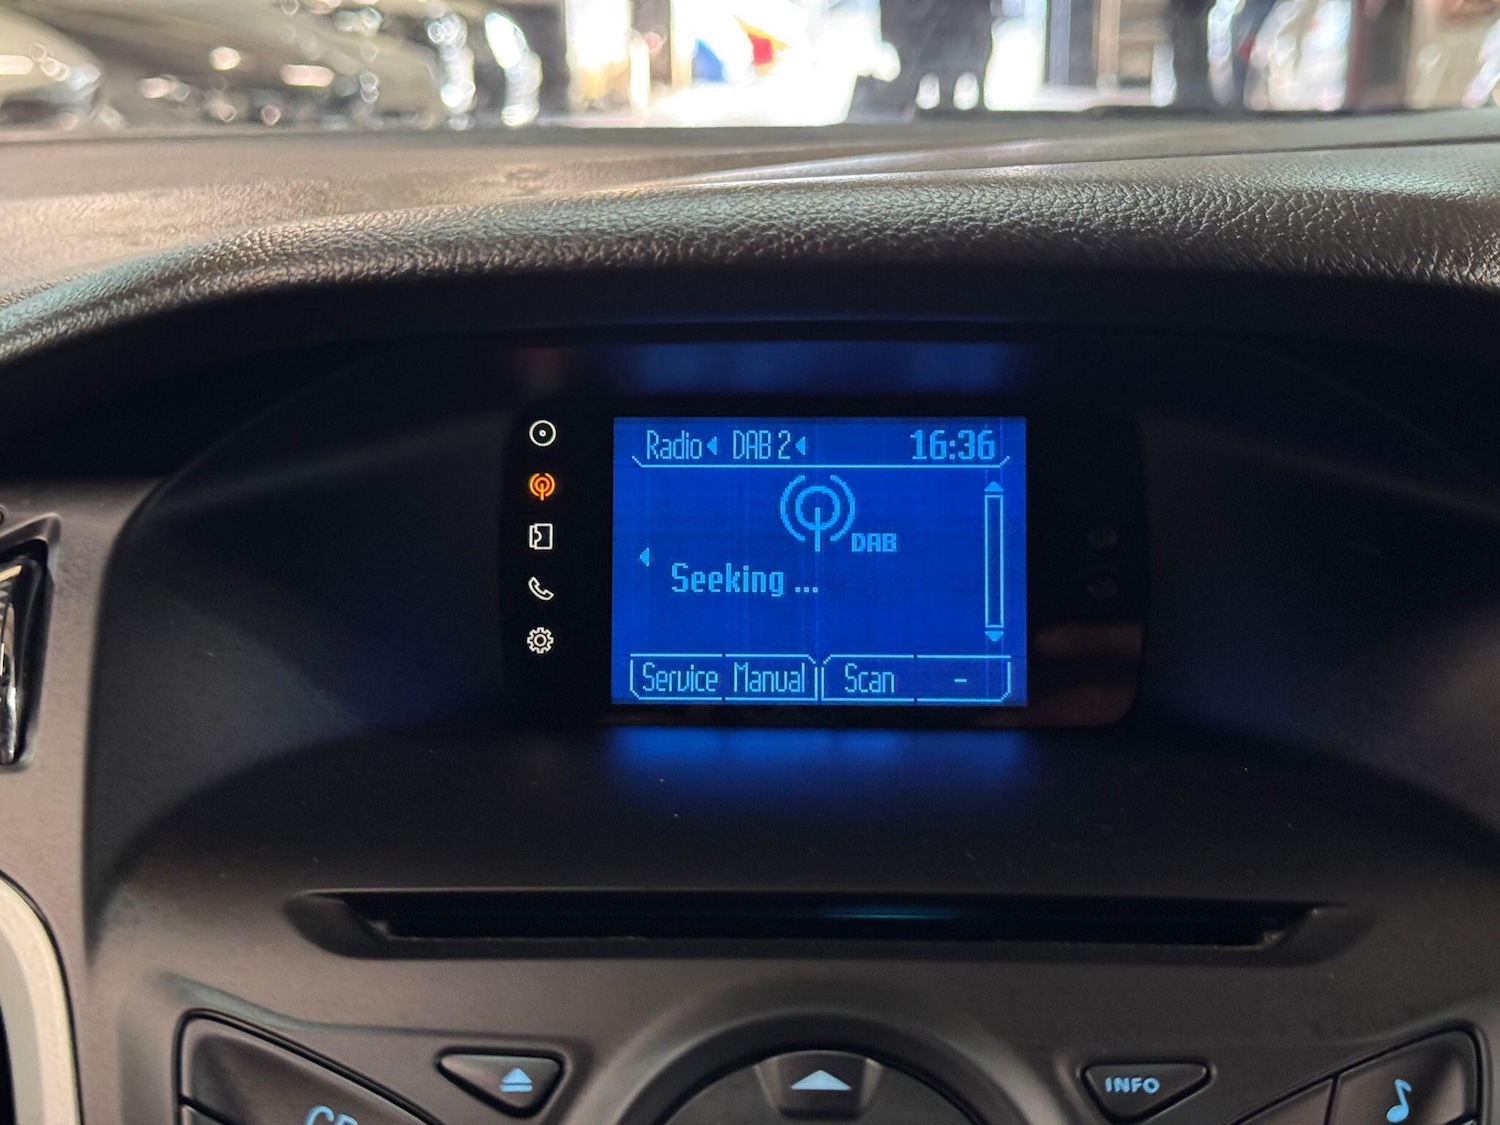 Radio DAB 2 16:36
DAB
Seeking ...
Service Manual Scan -
INFO